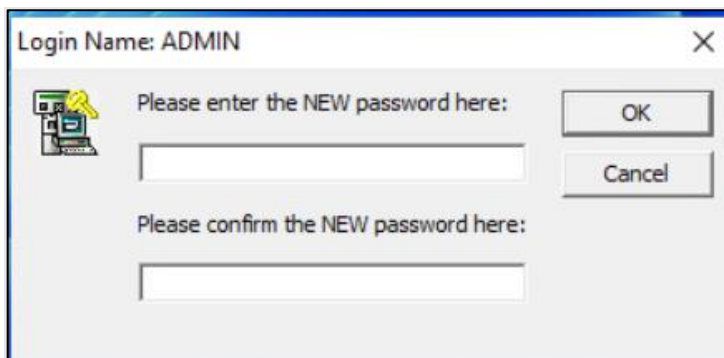 Login Name: ADMIN
Please enter the NEW password here:
OK
Cancel
Please confirm the NEW password here: